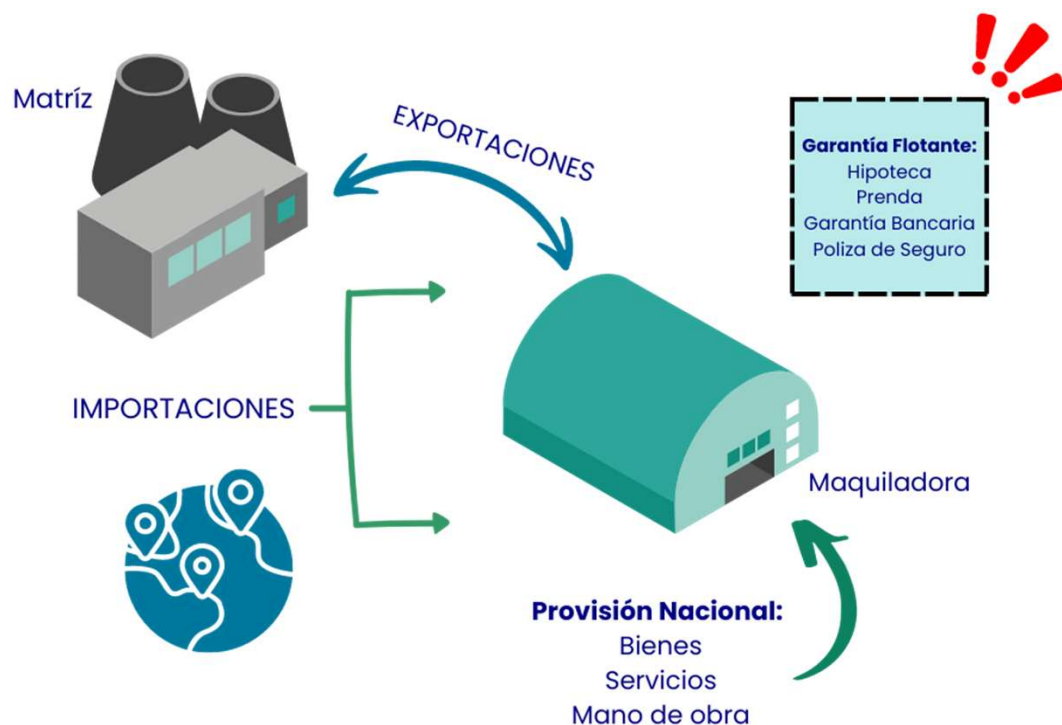 Matríz
EXPORTACIONES
Garantía Flotante:
Hipoteca
Prenda
Garantía Bancaria
Poliza de Seguro
IMPORTACIONES
Maquiladora
Provisión Nacional:
Bienes
Servicios
Mano de obra